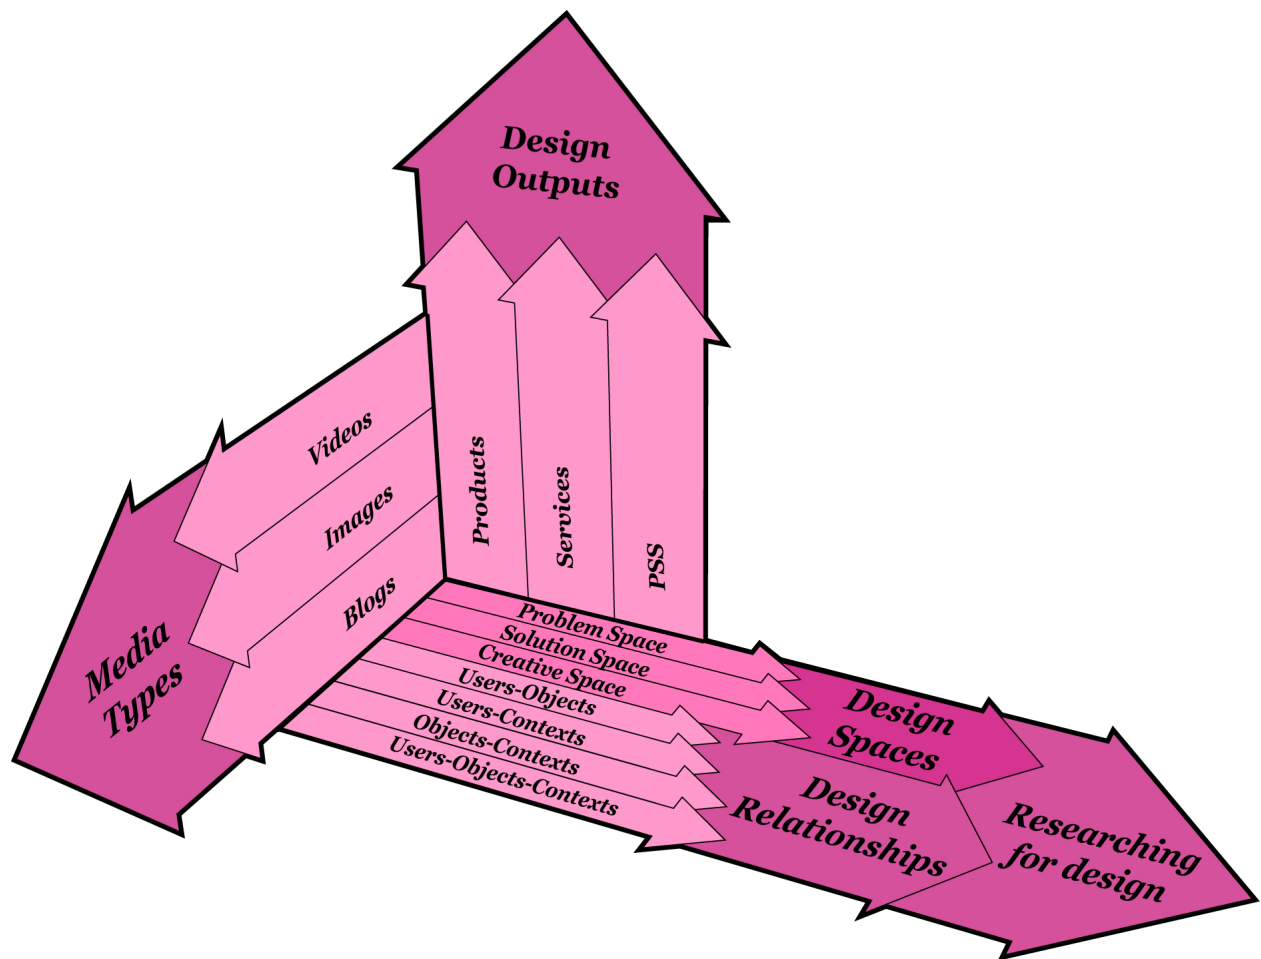 Design
Outputs
Products
Services
PSS
Videos
Images
Blogs
Media
Types
Problem Space
Solution Space
Creative Space
Users-Objects
Users-Contexts
Objects-Contexts
Users-Objects-Contexts
Design
Spaces
Design
Relationships
Researching
for design